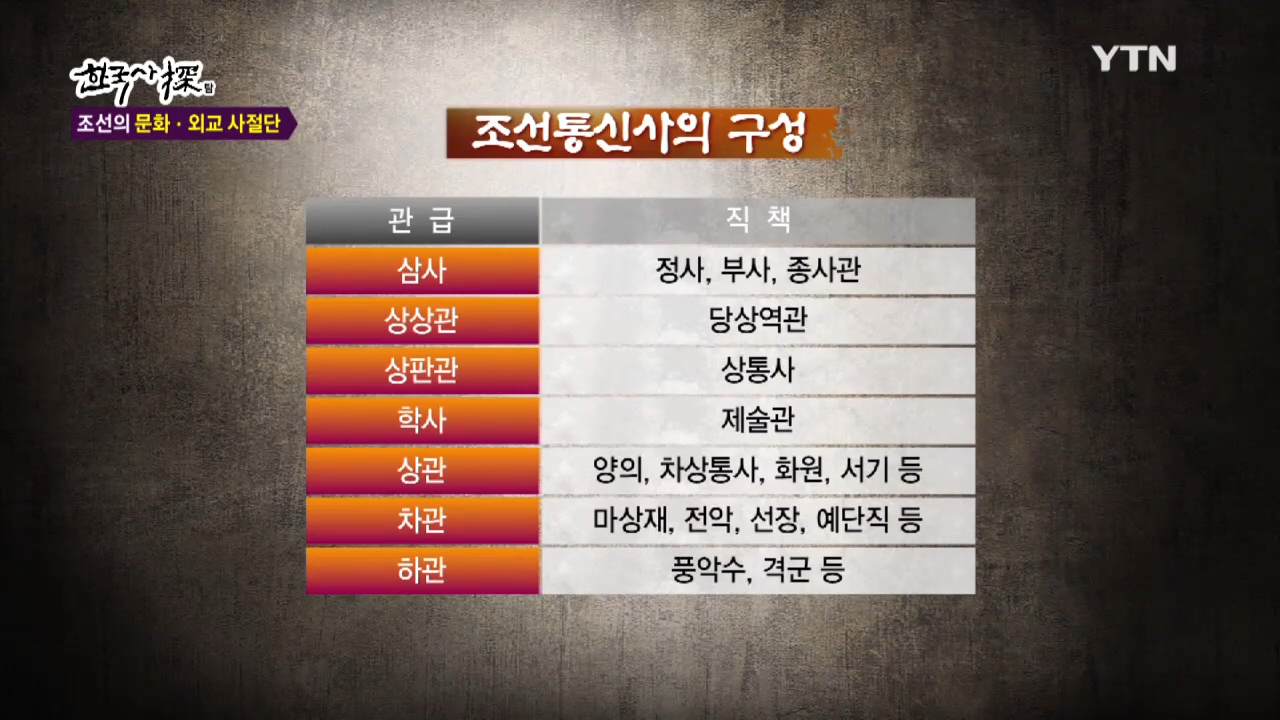 한국사 探 탐
YTN
조선의 문화·외교 사절단
조선통신사의 구성
관 급 직 책
삼사 정사, 부사, 종사관
상상관 당상역관
상판관 상통사
학사 제술관
상관 양의, 차상통사, 화원, 서기 등
차관 마상재, 전악, 선장, 예단직 등
하관 풍악수, 격군 등